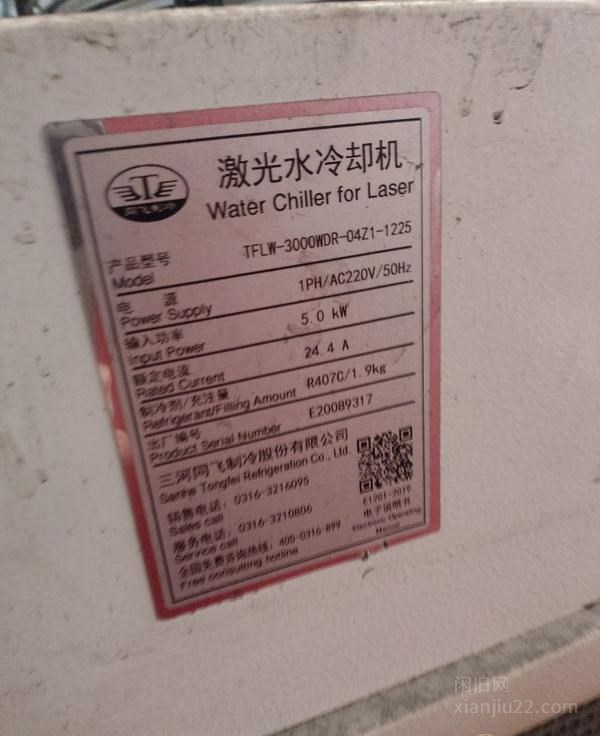 同飞制冷
激光水冷却机
Water Chiller for Laser
产品型号
Model
TFLW-3000WDR-04Z1-1225
电 源
Power Supply
1PH/AC220V/50Hz
输入功率
Input Power
5.0 kW
额定电流
Rated Current
24.4 A
制冷剂/充注量
Refrigerant/Filling Amount
R407C/1.9kg
出厂编号
Product Serial Number
E20089317
三河同飞制冷股份有限公司
Sanhe Tongfei Refrigeration Co., Ltd.
销售电话: 0316-3216095
Sales call
服务电话: 0316-3210806
Service call
全国免费咨询热线: 400-0316-899
Free consulting hotline
E1201-2019
电子说明书
Electronic Operating
Manual
闲旧网
xianjiu22.com